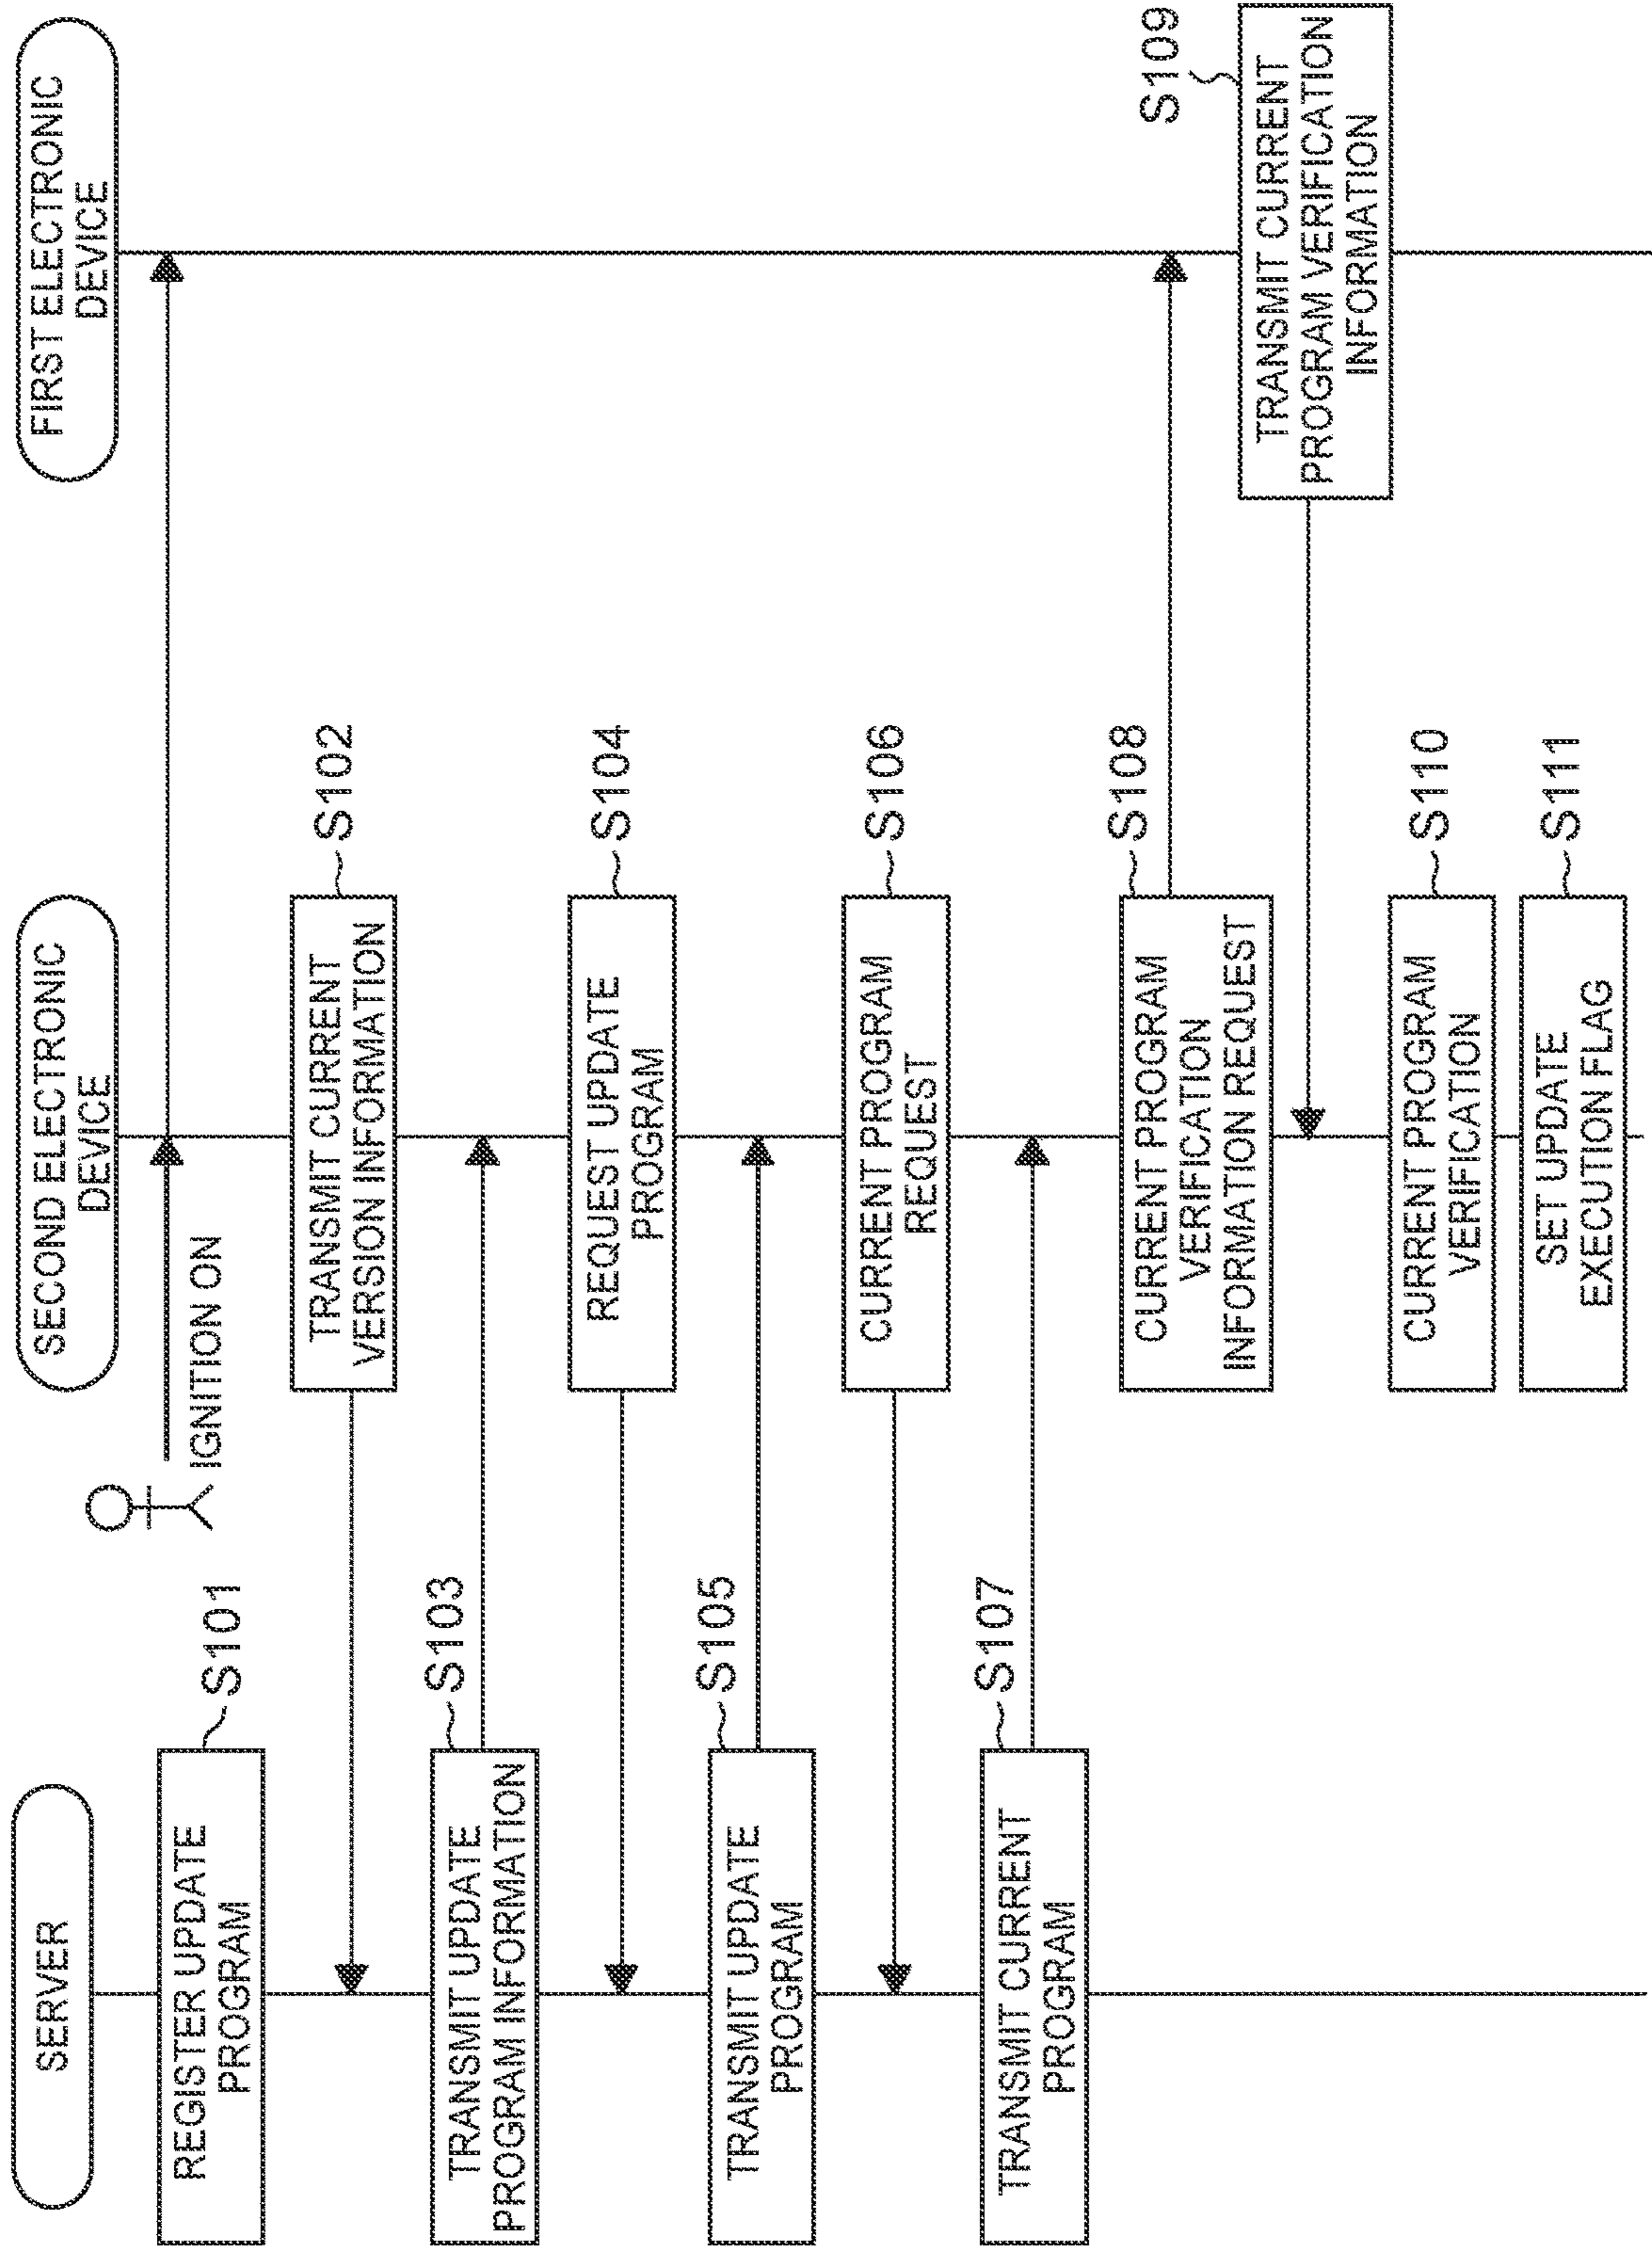 SERVER
SECOND ELECTRONIC
DEVICE
FIRST ELECTRONIC
DEVICE
IGNITION ON
REGISTER UPDATE
PROGRAM
S101
TRANSMIT CURRENT
VERSION INFORMATION
S102
TRANSMIT UPDATE
PROGRAM INFORMATION
S103
REQUEST UPDATE
PROGRAM
S104
TRANSMIT UPDATE
PROGRAM
S105
CURRENT PROGRAM
REQUEST
S106
TRANSMIT CURRENT
PROGRAM
S107
CURRENT PROGRAM
VERIFICATION
INFORMATION REQUEST
S108
TRANSMIT CURRENT
PROGRAM VERIFICATION
INFORMATION
S109
CURRENT PROGRAM
VERIFICATION
S110
SET UPDATE
EXECUTION FLAG
S111